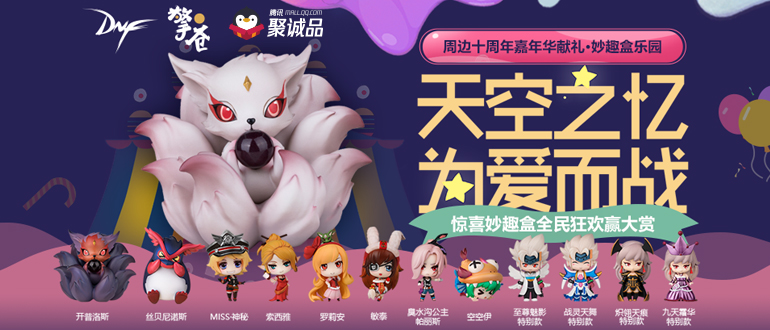 DNF
擎苍
腾讯 MALL.QQ.COM
聚诚品
周边十周年嘉年华献礼·妙趣盒乐园
天空之忆
为爱而战
惊喜妙趣盒全民狂欢赢大赏
开普洛斯
丝贝尼诺斯
MISS·神秘
索西雅
罗莉安
敏泰
臭水沟公主
帕丽斯
空空伊
至尊魅影
特别款
战灵天舞
特别款
炽翎天痕
特别款
九天霜华
特别款